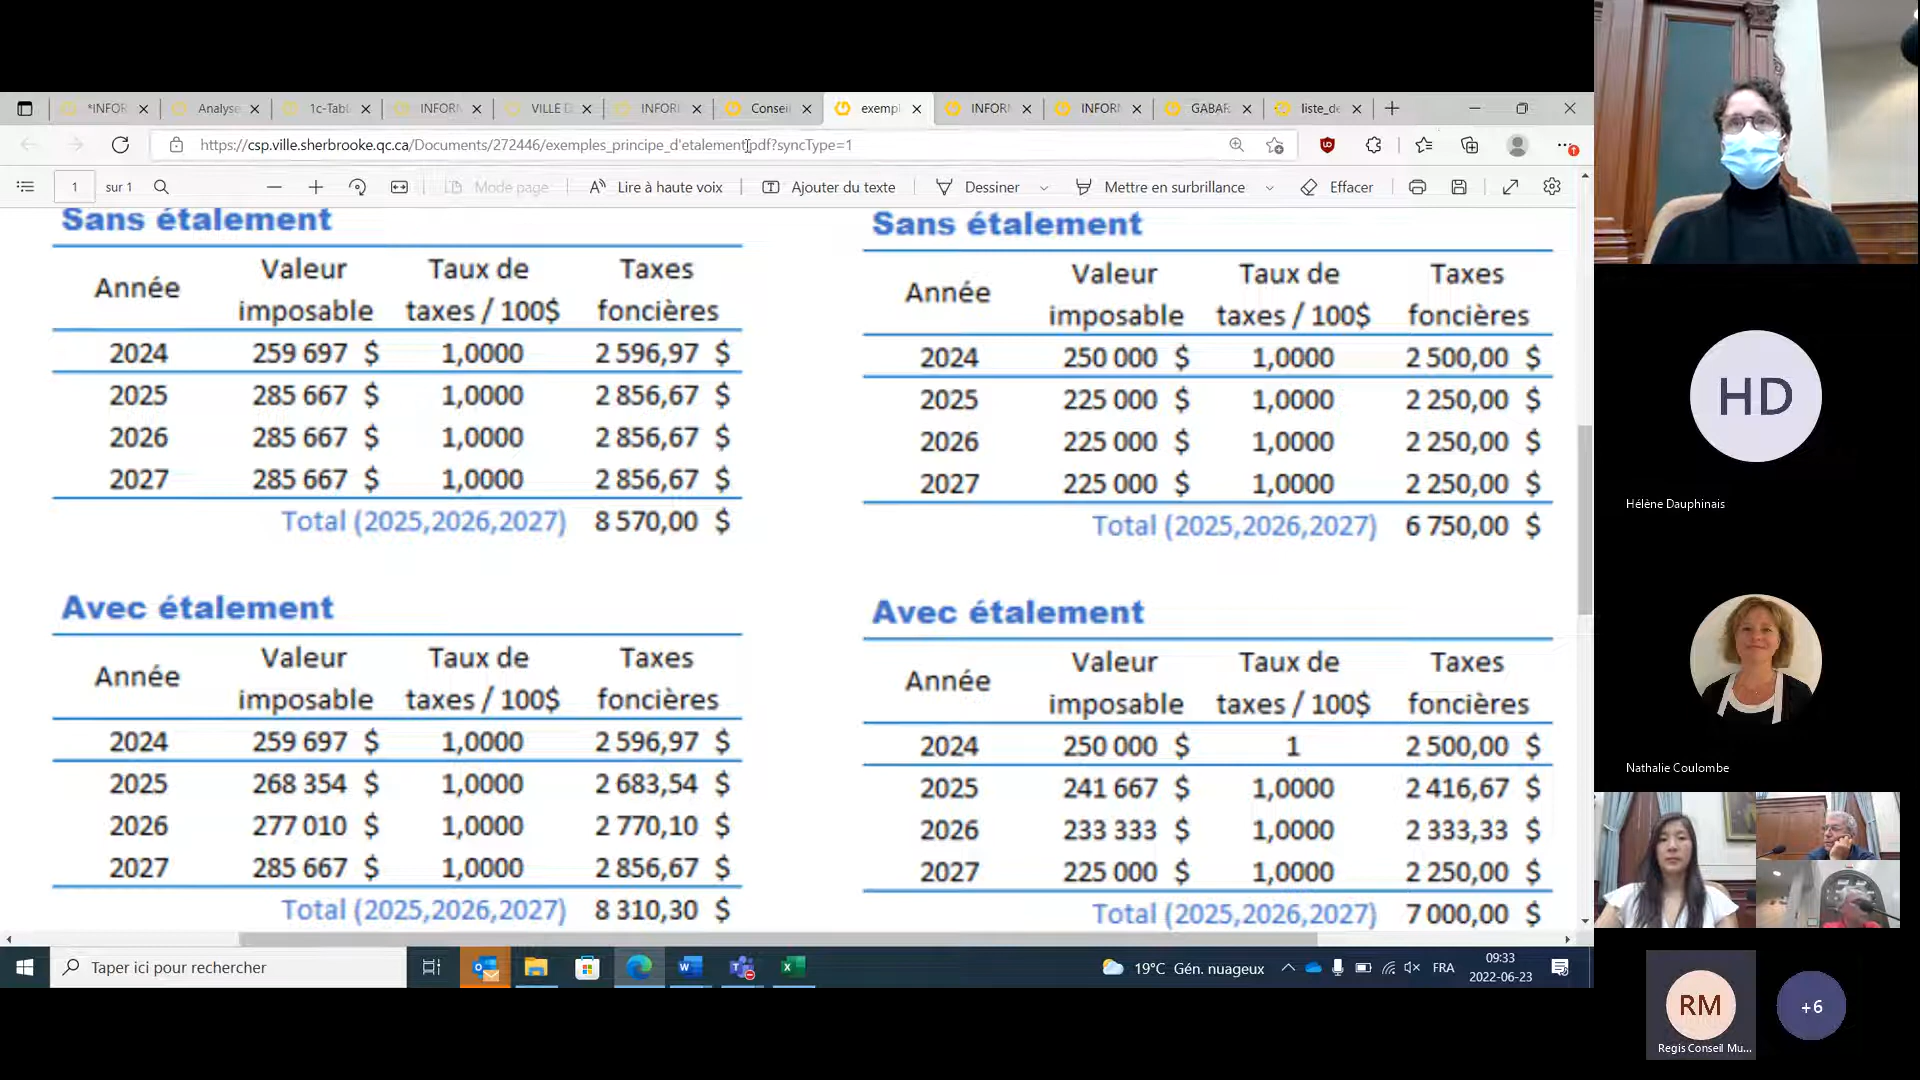 *INFOR
Analyse
1c-Tabl
INFORM
VILLE D
INFORM
Conseil
exempl
INFORM
INFORM
GABAR
liste_de
https://csp.ville.sherbrooke.qc.ca/Documents/272446/exemples_principe_d'etalement.pdf?syncType=1
1 sur 1
Mode page
Lire à haute voix
Ajouter du texte
Dessiner
Mettre en surbrillance
Effacer
Sans étalement
Année Valeur imposable Taux de taxes / 100$ Taxes foncières
2024 259 697 $ 1,0000 2 596,97 $
2025 285 667 $ 1,0000 2 856,67 $
2026 285 667 $ 1,0000 2 856,67 $
2027 285 667 $ 1,0000 2 856,67 $
Total (2025,2026,2027) 8 570,00 $
Sans étalement
Année Valeur imposable Taux de taxes / 100$ Taxes foncières
2024 250 000 $ 1,0000 2 500,00 $
2025 225 000 $ 1,0000 2 250,00 $
2026 225 000 $ 1,0000 2 250,00 $
2027 225 000 $ 1,0000 2 250,00 $
Total (2025,2026,2027) 6 750,00 $
Avec étalement
Année Valeur imposable Taux de taxes / 100$ Taxes foncières
2024 259 697 $ 1,0000 2 596,97 $
2025 268 354 $ 1,0000 2 683,54 $
2026 277 010 $ 1,0000 2 770,10 $
2027 285 667 $ 1,0000 2 856,67 $
Total (2025,2026,2027) 8 310,30 $
Avec étalement
Année Valeur imposable Taux de taxes / 100$ Taxes foncières
2024 250 000 $ 1 2 500,00 $
2025 241 667 $ 1,0000 2 416,67 $
2026 233 333 $ 1,0000 2 333,33 $
2027 225 000 $ 1,0000 2 250,00 $
Total (2025,2026,2027) 7 000,00 $
Taper ici pour rechercher
19°C Gén. nuageux
FRA
09:33
2022-06-23
HD
Hélène Dauphinais
Nathalie Coulombe
RM
Regis Conseil Mu...
+6